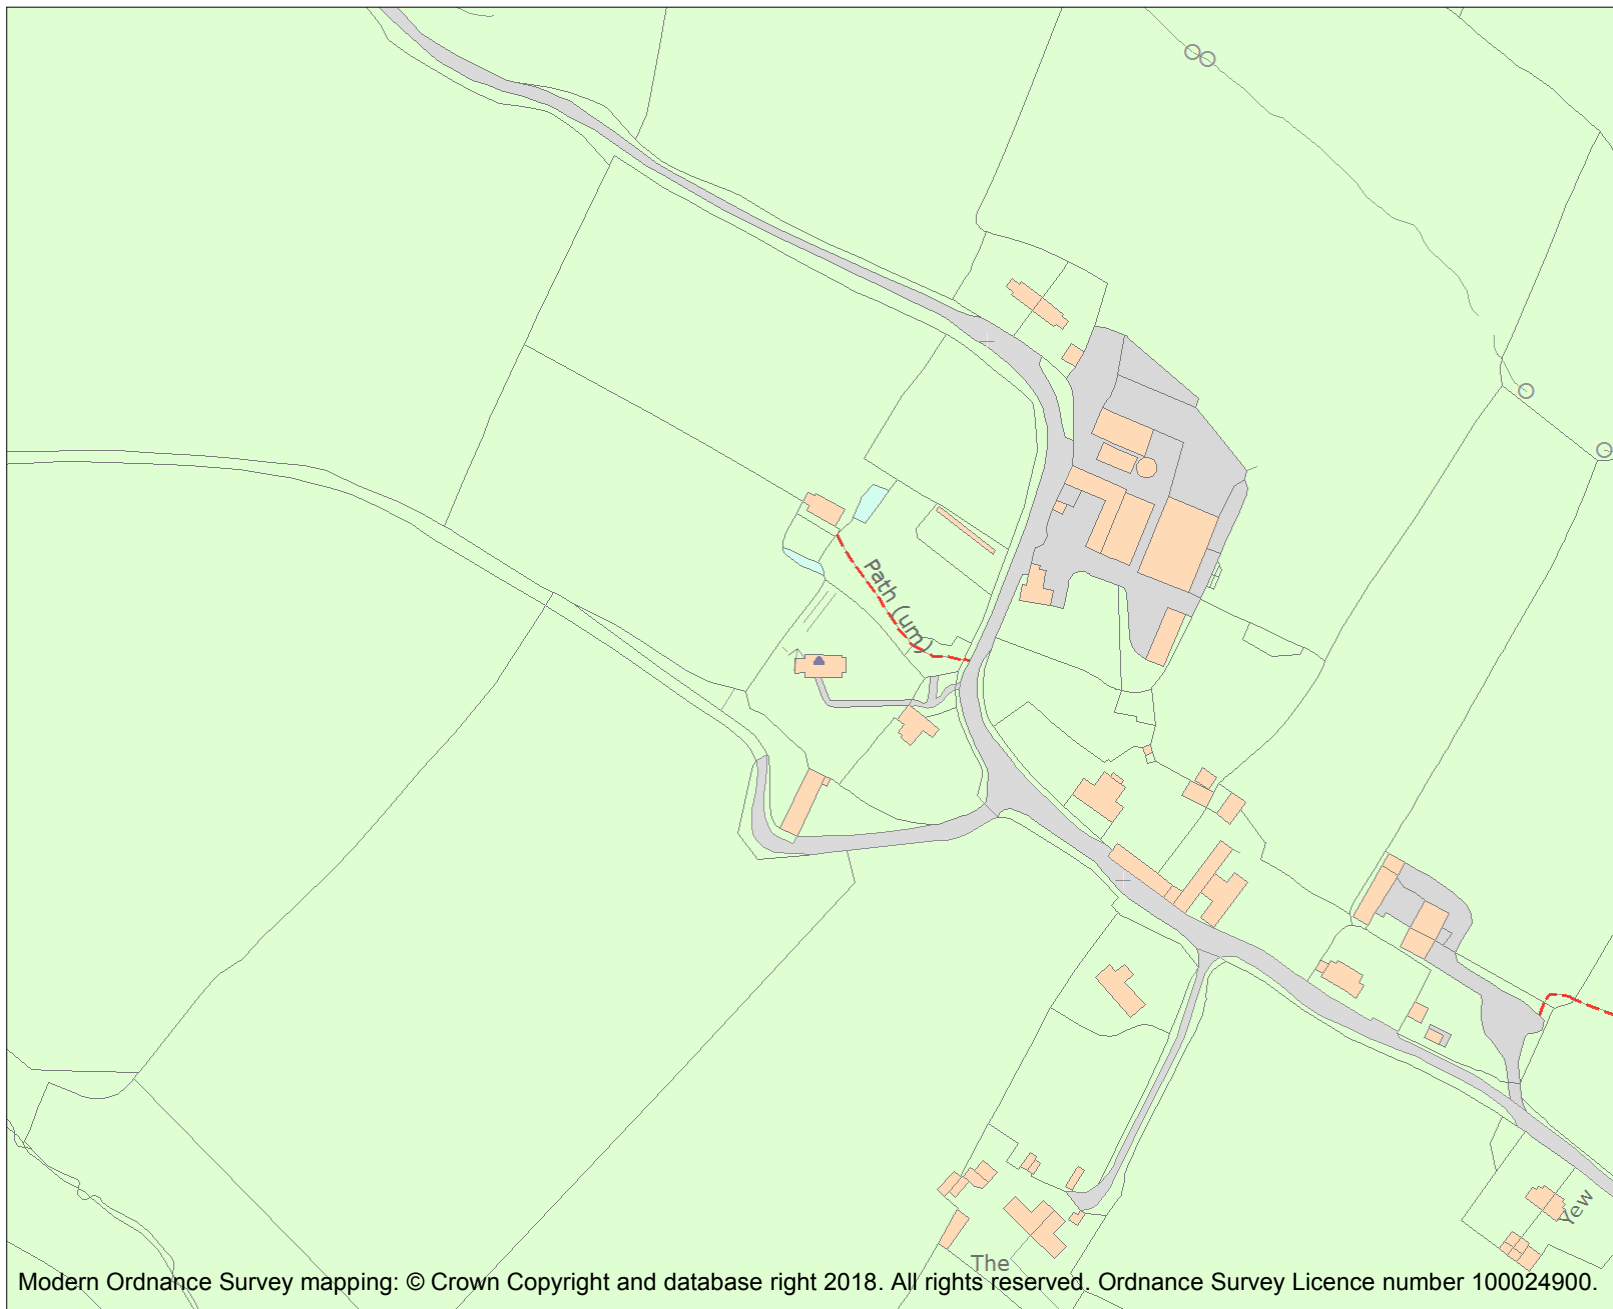 Path (um)
Yew
The
Modern Ordnance Survey mapping: © Crown Copyright and database right 2018. All rights reserved. Ordnance Survey Licence number 100024900.